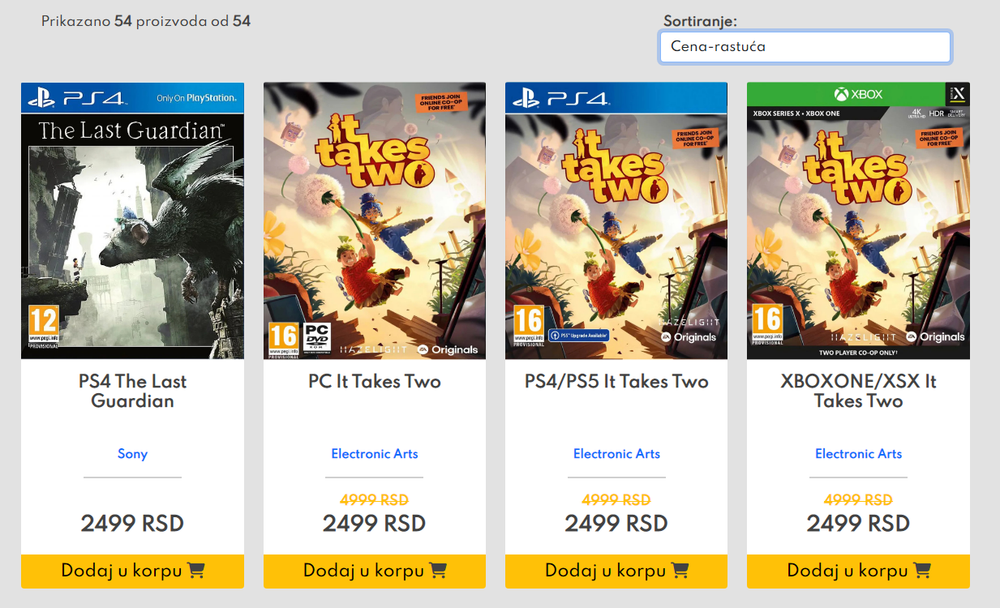 Prikazano 54 proizvoda od 54
Sortiranje:
Cena-rastuća
PS4
Only On PlayStation.
The Last Guardian™
12
www.pegi.info
PROVISIONAL
PS4 The Last
Guardian
Sony
2499 RSD
Dodaj u korpu
FRIENDS JOIN
ONLINE CO-OP
FOR FREE*
it
takes
two
16
www.pegi.info
PROVISIONAL
PC
DVD
ROM
HAZELIGHT
EA Originals
PC It Takes Two
Electronic Arts
4999 RSD
2499 RSD
Dodaj u korpu
PS4
FRIENDS JOIN
ONLINE CO-OP
FOR FREE*
it
takes
two
16
www.pegi.info
PROVISIONAL
PS5™ Upgrade Available!
HAZELIGHT
EA Originals
PS4/PS5 It Takes Two
Electronic Arts
4999 RSD
2499 RSD
Dodaj u korpu
XBOX
SERIES X
XBOX SERIES X • XBOX ONE
4K
ULTRA HD
HDR
SMART
DELIVERY
FRIENDS JOIN
ONLINE CO-OP
FOR FREE*
it
takes
two
16
www.pegi.info
PROVISIONAL
HAZELIGHT
EA Originals
TWO PLAYER CO-OP ONLY!
XBOXONE/XSX It
Takes Two
Electronic Arts
4999 RSD
2499 RSD
Dodaj u korpu